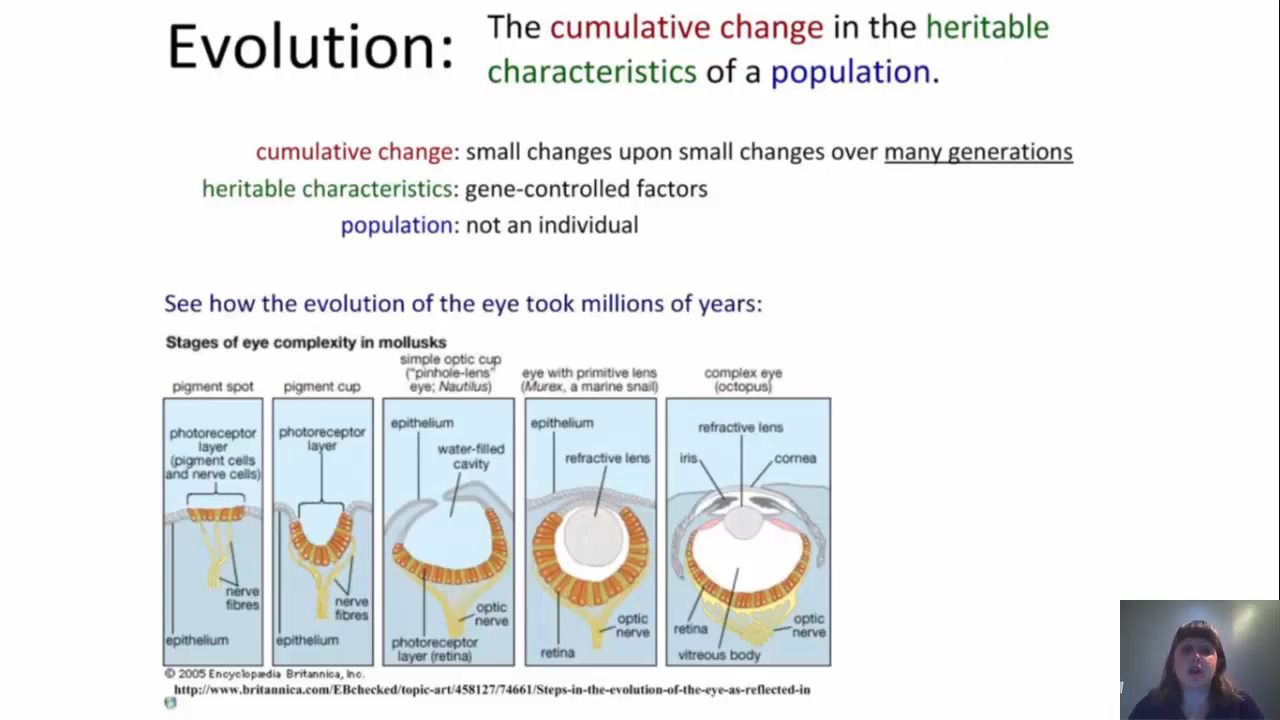 Evolution:
The cumulative change in the heritable
characteristics of a population.
cumulative change: small changes upon small changes over many generations
heritable characteristics: gene-controlled factors
population: not an individual
See how the evolution of the eye took millions of years:
Stages of eye complexity in mollusks
pigment spot
photoreceptor
layer
(pigment cells
and nerve cells)
nerve
fibres
epithelium
pigment cup
photoreceptor
layer
nerve
fibres
epithelium
simple optic cup
("pinhole-lens"
eye; Nautilus)
epithelium
water-filled
cavity
optic
nerve
photoreceptor
layer (retina)
eye with primitive lens
(Murex, a marine snail)
epithelium
refractive lens
optic
nerve
retina
complex eye
(octopus)
refractive lens
iris
cornea
retina
optic
nerve
vitreous body
© 2005 Encyclopædia Britannica, Inc.
http://www.britannica.com/EBchecked/topic-art/458127/74661/Steps-in-the-evolution-of-the-eye-as-reflected-in